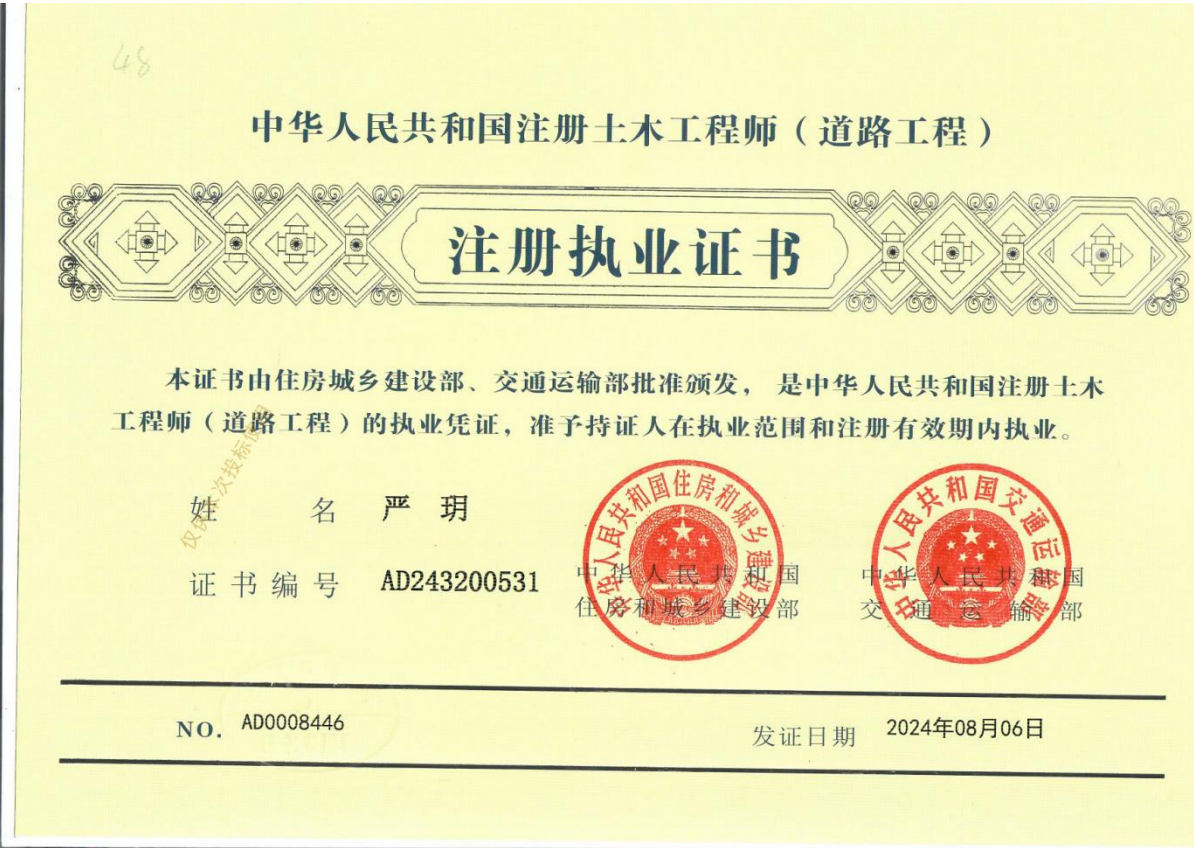 48
中华人民共和国注册土木工程师（道路工程）
注册执业证书
本证书由住房城乡建设部、交通运输部批准颁发，是中华人民共和国注册土木
工程师（道路工程）的执业凭证，准予持证人在执业范围和注册有效期内执业。
仅供本次投标使用
姓 名 严 玥
证书编号 AD243200531
中华人民共和国住房和城乡建设部
中华人民共和国
住房和城乡建设部
中华人民共和国交通运输部
中华人民共和国
交通运输部
NO. AD0008446
发证日期 2024年08月06日